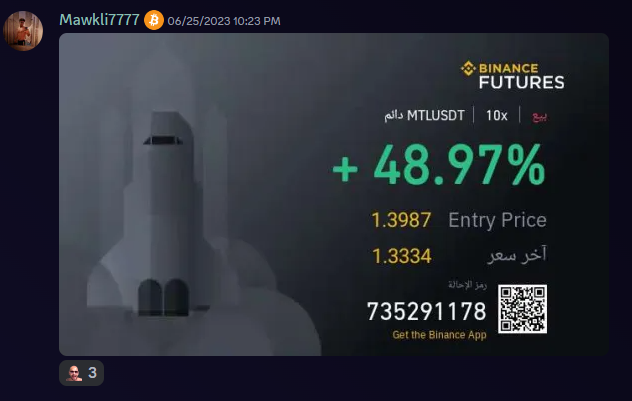 Mawkli7777 06/25/2023 10:23 PM
BINANCE
FUTURES
بيع | 10x | MTLUSDT دائم
+ 48.97%
1.3987 Entry Price
1.3334 آخر سعر
رمز الإحالة
735291178
Get the Binance App
3